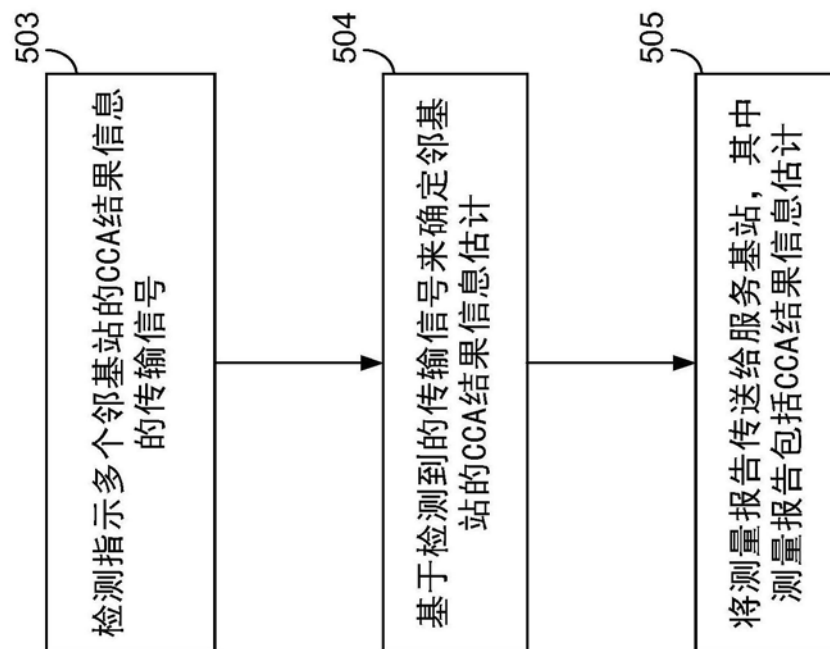 503
检测指示多个邻基站的CCA结果信息
的传输信号
504
基于检测到的传输信号来确定邻基
站的CCA结果信息估计
505
将测量报告传送给服务基站，其中
测量报告包括CCA结果信息估计